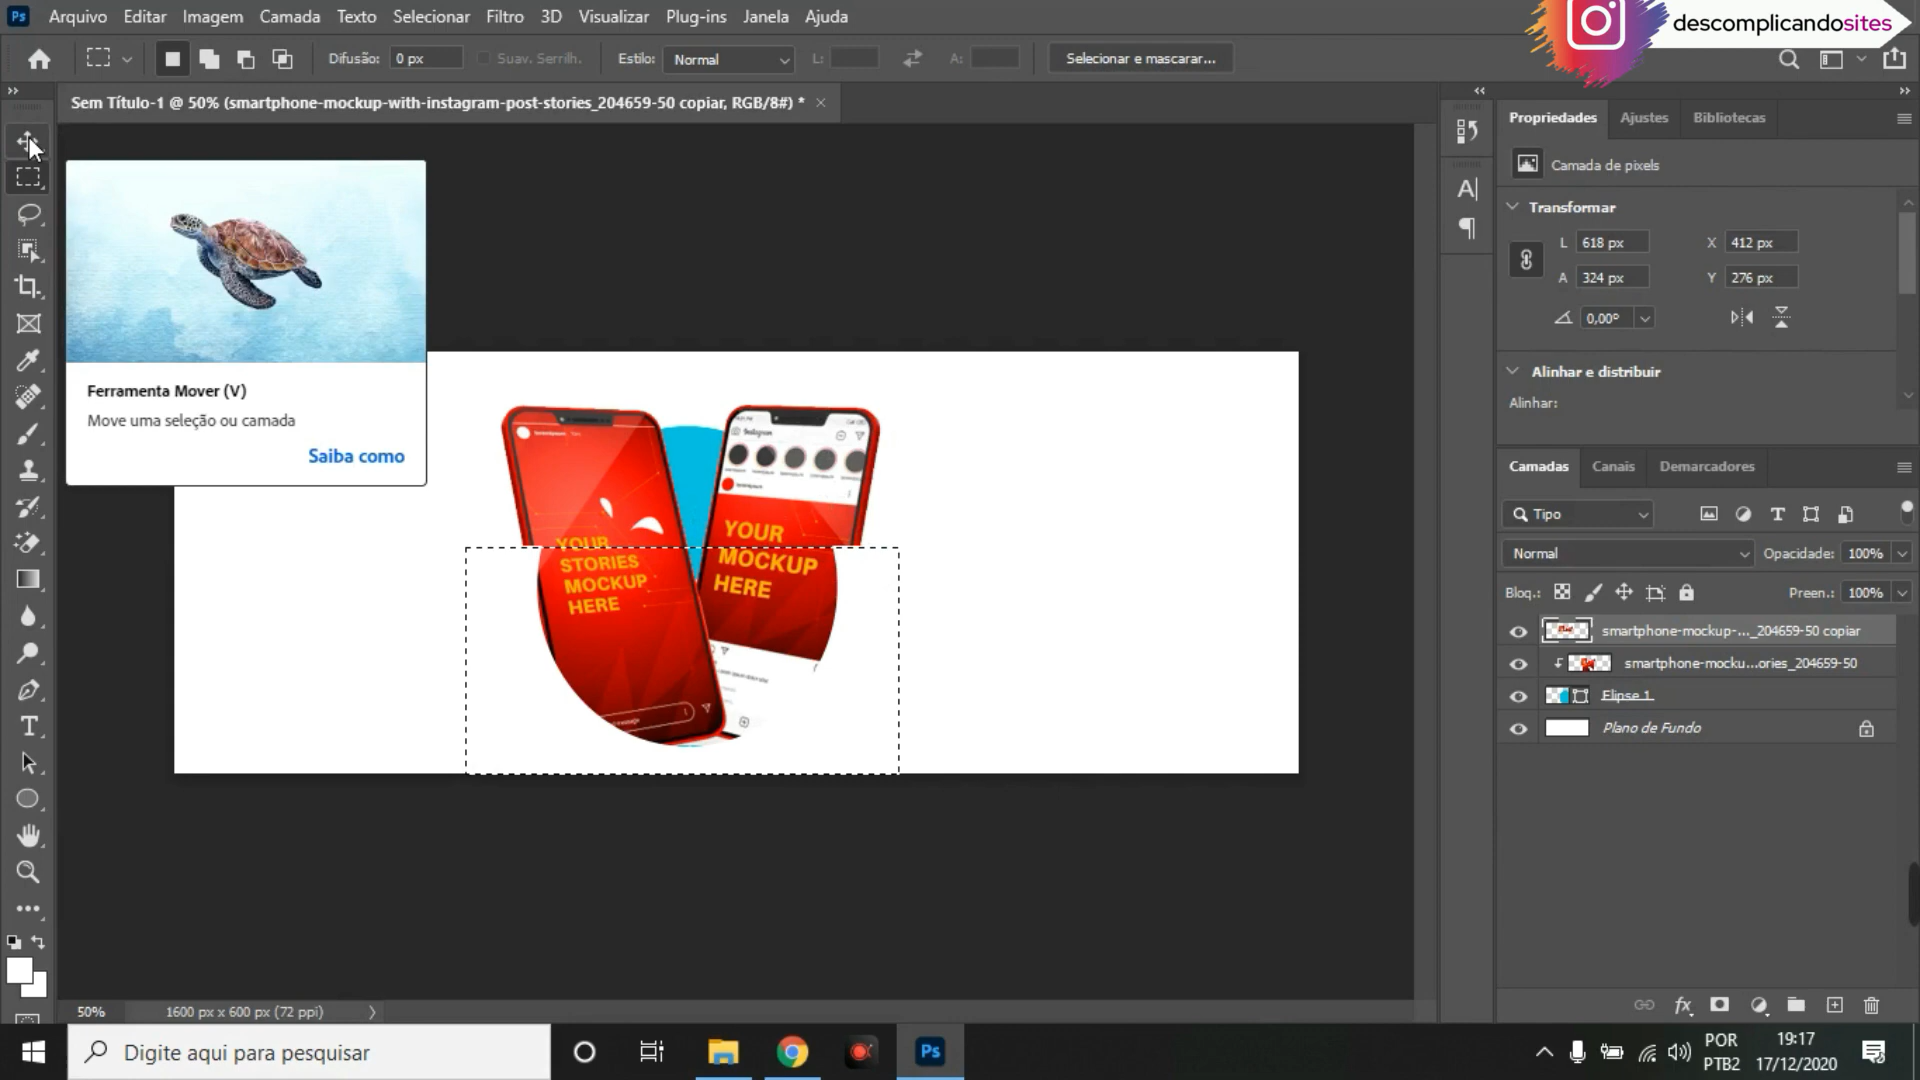 Ps Arquivo Editar Imagem Camada Texto Selecionar Filtro 3D Visualizar Plug-ins Janela Ajuda
descomplicandosites
Difusão: 0 px Suav. Serrilh. Estilo: Normal L: A: Selecionar e mascarar...
Sem Título-1 @ 50% (smartphone-mockup-with-instagram-post-stories_204659-50 copiar, RGB/8#) *
Propriedades Ajustes Bibliotecas
Camada de pixels
Transformar
L 618 px X 412 px
A 324 px Y 276 px
0,00°
Alinhar e distribuir
Alinhar:
Ferramenta Mover (V)
Move uma seleção ou camada
Saiba como
Instagram
YOUR
STORIES
MOCKUP
HERE
YOUR
MOCKUP
HERE
Camadas Canais Demarcadores
Tipo
Normal Opacidade: 100%
Bloq.: Preen.: 100%
smartphone-mockup-..._204659-50 copiar
smartphone-mocku...ories_204659-50
Elipse 1
Plano de Fundo
fx
50% 1600 px x 600 px (72 ppi)
Digite aqui para pesquisar
Ps
POR
PTB2
19:17
17/12/2020